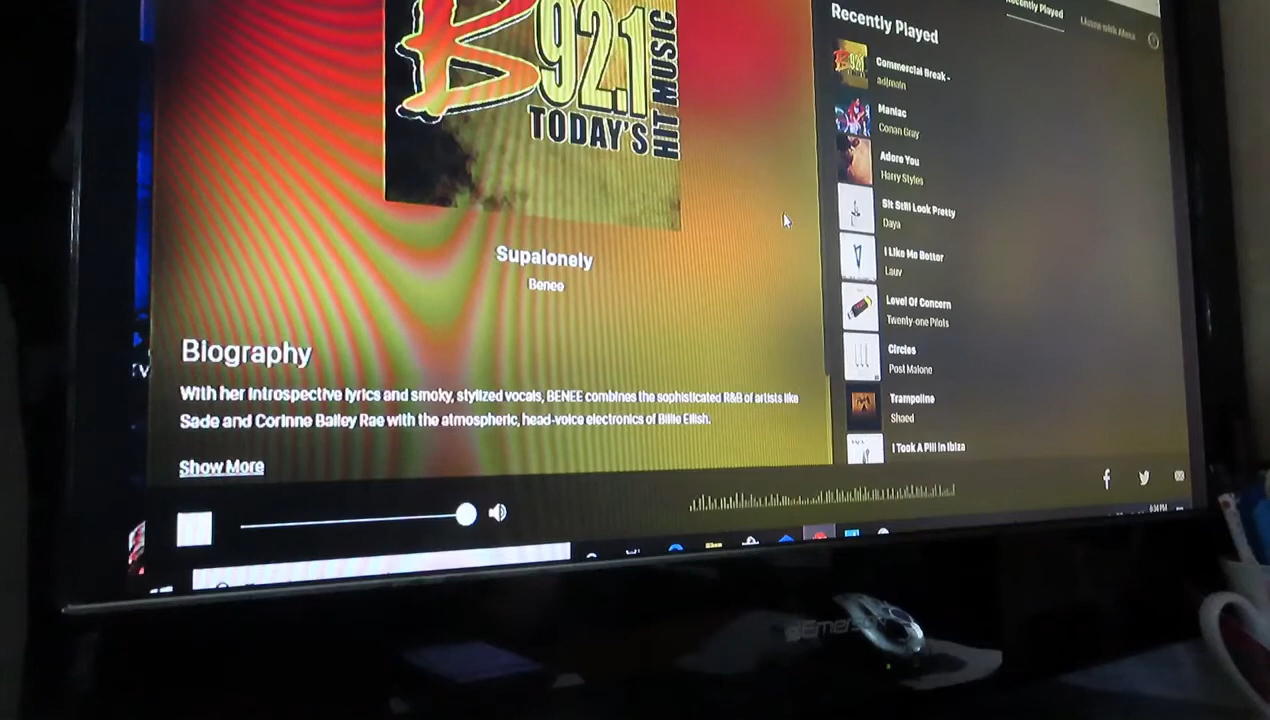 B
92.1
TODAY'S
HIT MUSIC
Supalonely
Benee
Biography
With her introspective lyrics and smoky, stylized vocals, BENEE combines the sophisticated R&B of artists like
Sade and Corinne Bailey Rae with the atmospheric, head-voice electronics of Billie Eilish.
Show More
Recently Played
Recently Played
Commercial Break -
Maniac
Conan Gray
Adore You
Harry Styles
Sit Still Look Pretty
Daya
I Like Me Better
Lauv
Level Of Concern
Twenty-one Pilots
Circles
Post Malone
Trampoline
Shaed
I Took A Pill In Ibiza
Emerson